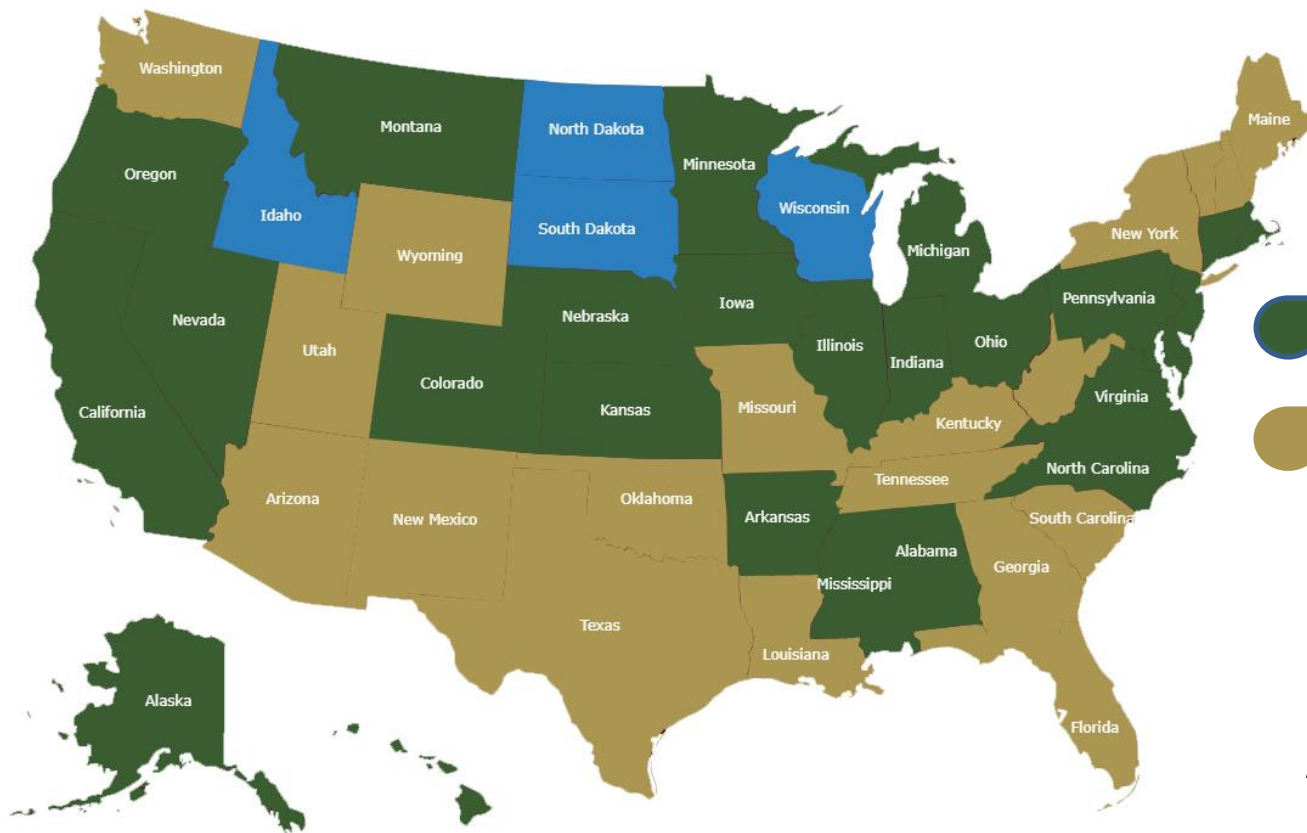 Washington
Montana
North Dakota
Minnesota
Maine
Oregon
Idaho
South Dakota
Wisconsin
New York
Michigan
Wyoming
Pennsylvania
Nevada
Nebraska
Iowa
Utah
Illinois
Indiana
Ohio
Colorado
Virginia
California
Kansas
Missouri
Kentucky
North Carolina
Tennessee
Arizona
New Mexico
Oklahoma
Arkansas
South Carolina
Alabama
Georgia
Mississippi
Texas
Louisiana
Alaska
Florida